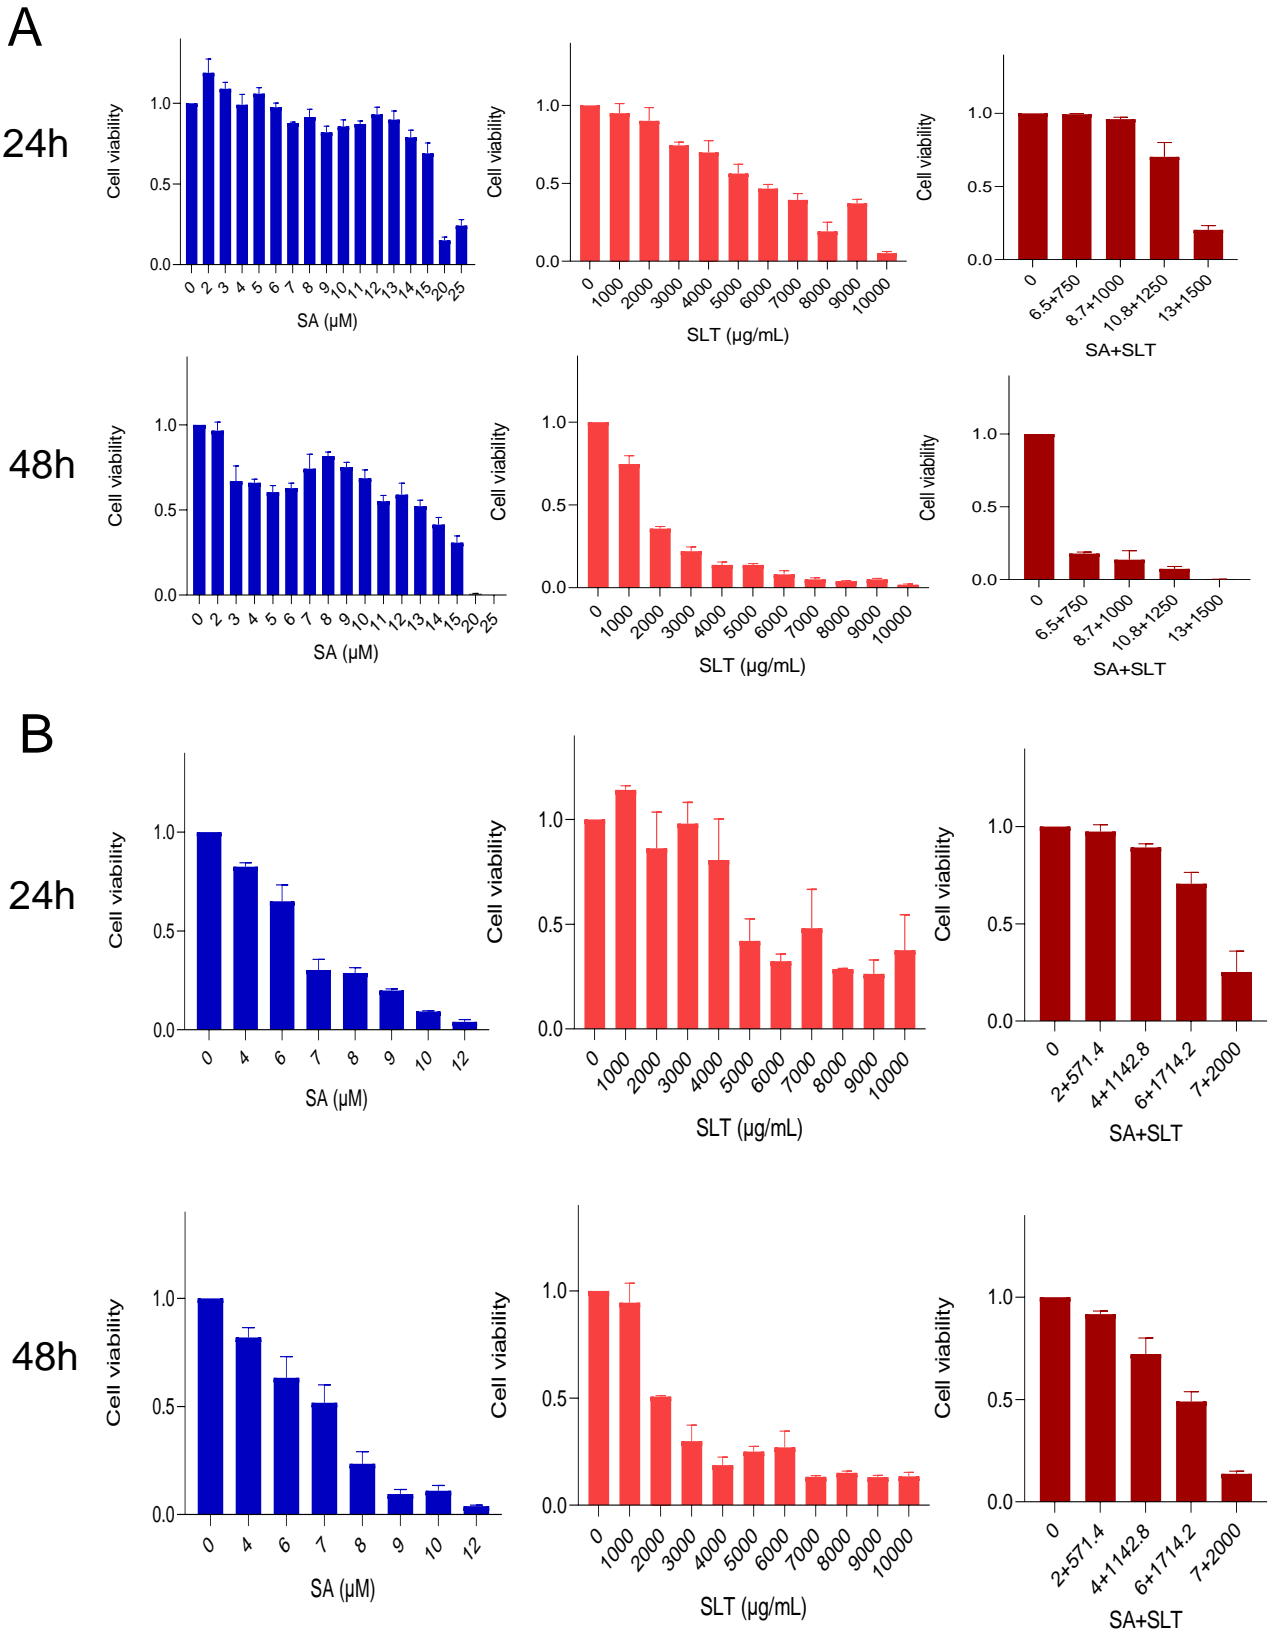 A
24h
Cell viability
1.0
0.5
0.0
0 2 3 4 5 6 7 8 9 10 11 12 13 14 15 20 25
SA (µM)
Cell viability
1.0
0.5
0.0
0 1000 2000 3000 4000 5000 6000 7000 8000 9000 10000
SLT (µg/mL)
Cell viability
1.0
0.5
0.0
0 6.5+750 8.7+1000 10.8+1250 13+1500
SA+SLT
48h
Cell viability
1.0
0.5
0.0
0 2 3 4 5 6 7 8 9 10 11 12 13 14 15 20 25
SA (µM)
Cell viability
1.0
0.5
0.0
0 1000 2000 3000 4000 5000 6000 7000 8000 9000 10000
SLT (µg/mL)
Cell viability
1.0
0.5
0.0
0 6.5+750 8.7+1000 10.8+1250 13+1500
SA+SLT
B
24h
Cell viability
1.0
0.5
0.0
0 4 6 7 8 9 10 12
SA (µM)
Cell viability
1.0
0.5
0.0
0 1000 2000 3000 4000 5000 6000 7000 8000 9000 10000
SLT (µg/mL)
Cell viability
1.0
0.5
0.0
0 2+571.4 4+1142.8 6+1714.2 7+2000
SA+SLT
48h
Cell viability
1.0
0.5
0.0
0 4 6 7 8 9 10 12
SA (µM)
Cell viability
1.0
0.5
0.0
0 1000 2000 3000 4000 5000 6000 7000 8000 9000 10000
SLT (µg/mL)
Cell viability
1.0
0.5
0.0
0 2+571.4 4+1142.8 6+1714.2 7+2000
SA+SLT